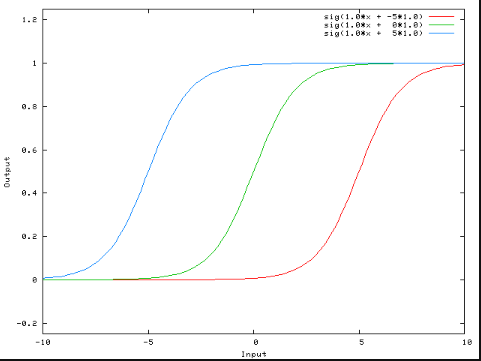 sig(1.0*x + -5*1.0)
sig(1.0*x +  0*1.0)
sig(1.0*x +  5*1.0)
1.2
1
0.8
0.6
0.4
0.2
0
-0.2
Output
-10 -5 0 5 10
Input